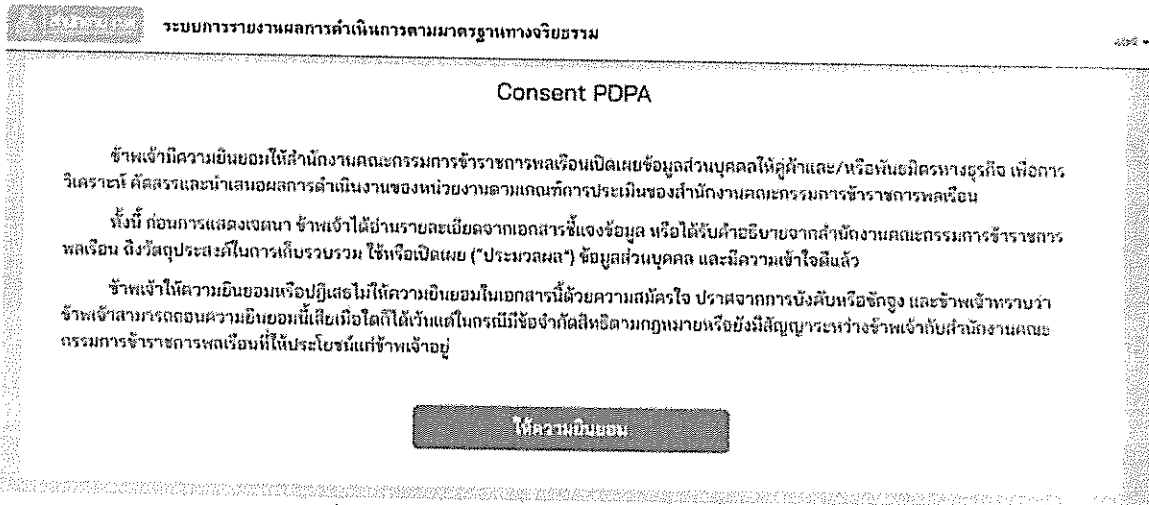 ระบบการรายงานผลการดำเนินการตามมาตรฐานทางจริยธรรม
Consent PDPA
ข้าพเจ้ามีความยินยอมให้สำนักงานคณะกรรมการข้าราชการพลเรือนเปิดเผยข้อมูลส่วนบุคคลให้คู่ค้าและ/หรือพันธมิตรทางธุรกิจ เพื่อการ
วิเคราะห์ คัดสรรและนำเสนอผลการดำเนินงานของหน่วยงานตามเกณฑ์การประเมินของสำนักงานคณะกรรมการข้าราชการพลเรือน
ทั้งนี้ ก่อนการแสดงเจตนา ข้าพเจ้าได้อ่านรายละเอียดจากเอกสารชี้แจงข้อมูล หรือได้รับคำอธิบายจากสำนักงานคณะกรรมการข้าราชการ
พลเรือน ถึงวัตถุประสงค์ในการเก็บรวบรวม ใช้หรือเปิดเผย ("ประมวลผล") ข้อมูลส่วนบุคคล และมีความเข้าใจดีแล้ว
ข้าพเจ้าให้ความยินยอมหรือปฏิเสธไม่ให้ความยินยอมในเอกสารนี้ด้วยความสมัครใจ ปราศจากการบังคับหรือชักจูง และข้าพเจ้าทราบว่า
ข้าพเจ้าสามารถถอนความยินยอมนี้เสียเมื่อใดก็ได้เว้นแต่ในกรณีมีข้อจำกัดสิทธิตามกฎหมายหรือยังมีสัญญาระหว่างข้าพเจ้ากับสำนักงานคณะ
กรรมการข้าราชการพลเรือนที่ให้ประโยชน์แก่ข้าพเจ้าอยู่
ให้ความยินยอม